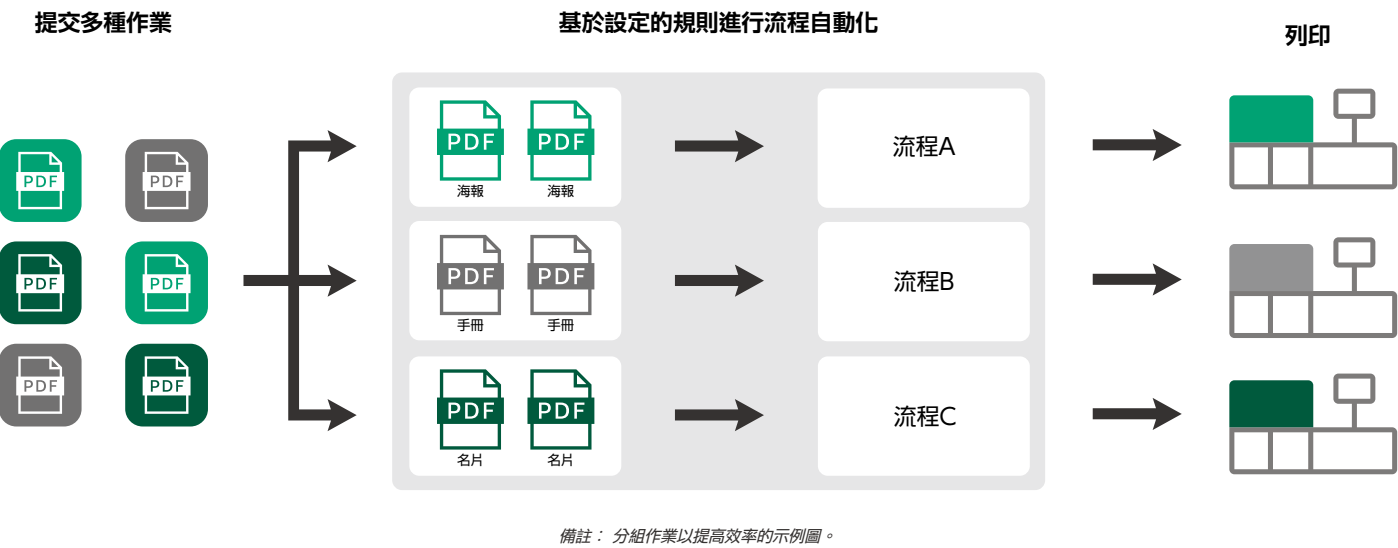 提交多種作業
基於設定的規則進行流程自動化
列印
PDF PDF
PDF PDF
PDF PDF
PDF PDF
海報 海報
流程A
PDF PDF
手冊 手冊
流程B
PDF PDF
名片 名片
流程C
備註： 分組作業以提高效率的示例圖。